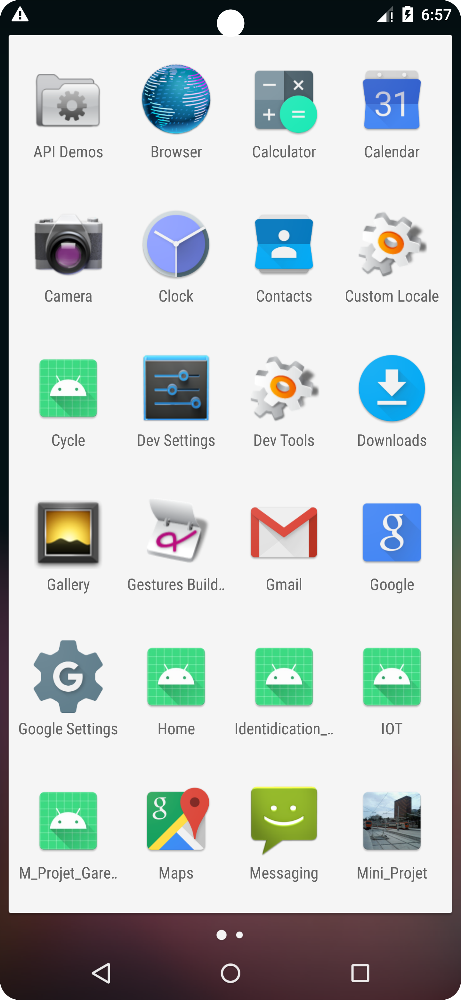 6:57
31
API Demos
Browser
Calculator
Calendar
Camera
Clock
Contacts
Custom Locale
Cycle
Dev Settings
Dev Tools
Downloads
Gallery
Gestures Build..
Gmail
g
Google
G
Google Settings
Home
Identidication_..
IOT
g
M_Projet_Gare..
Maps
Messaging
Mini_Projet